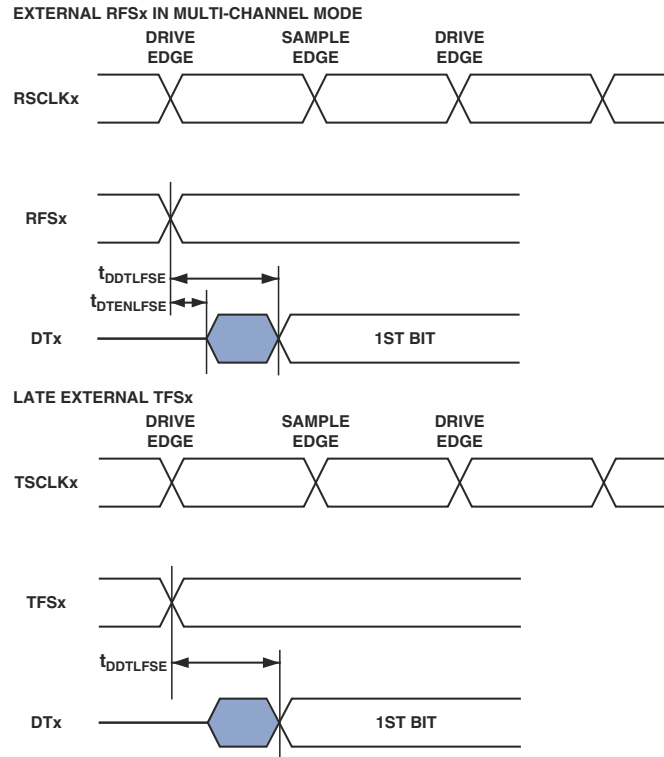 EXTERNAL RFSx IN MULTI-CHANNEL MODE
DRIVE EDGE
SAMPLE EDGE
DRIVE EDGE
RSCLKx
RFSx
tDDTLFSE
tDTENLFSE
DTx
1ST BIT
LATE EXTERNAL TFSx
DRIVE EDGE
SAMPLE EDGE
DRIVE EDGE
TSCLKx
TFSx
tDDTLFSE
DTx
1ST BIT